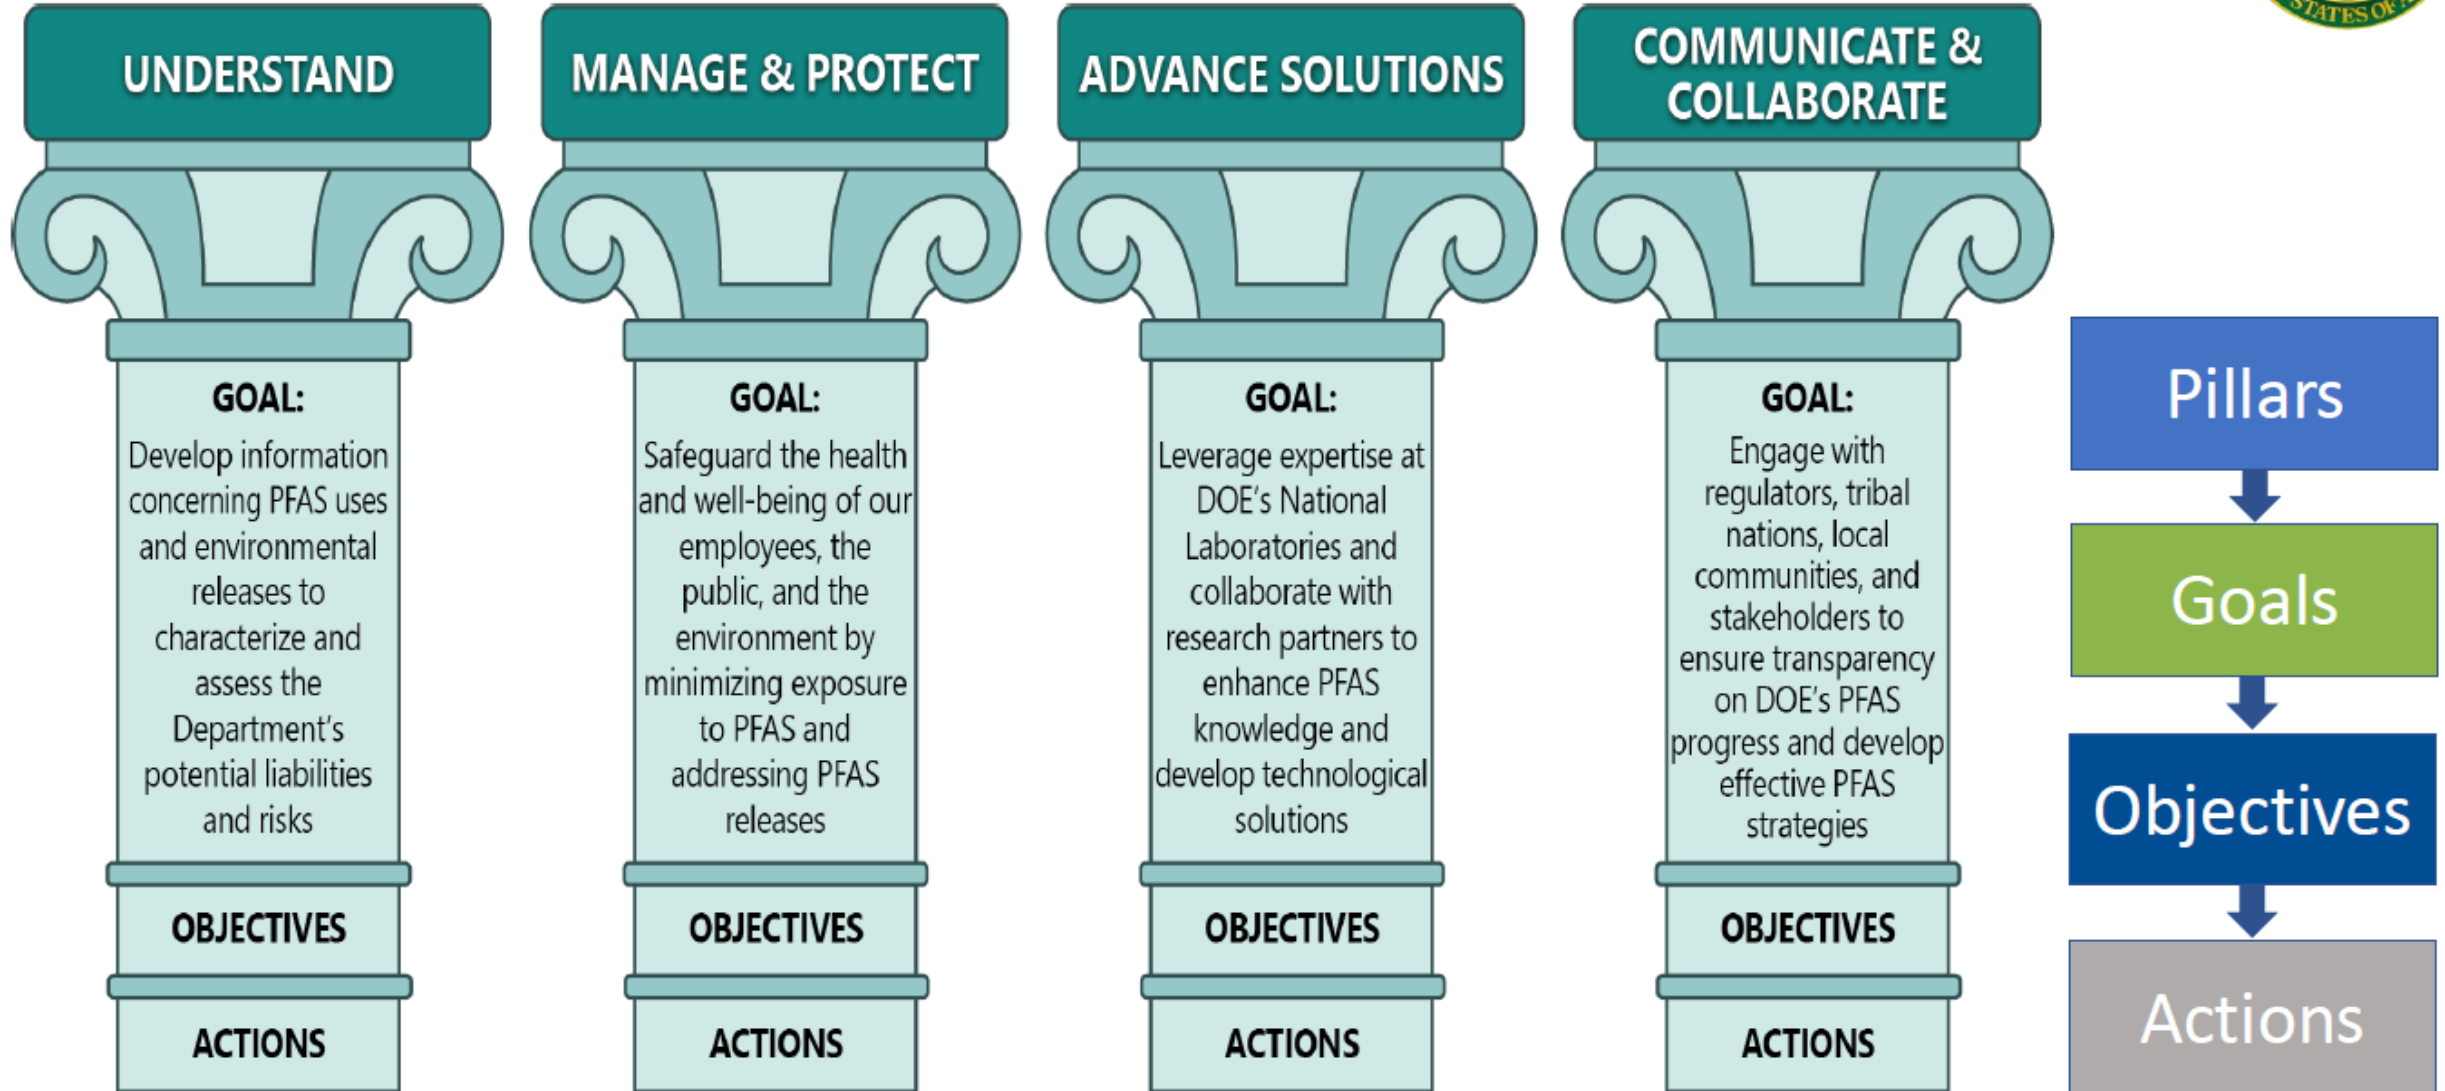 STATES OF A
UNDERSTAND
GOAL:
Develop information
concerning PFAS uses
and environmental
releases to
characterize and
assess the
Department's
potential liabilities
and risks
OBJECTIVES
ACTIONS
MANAGE & PROTECT
GOAL:
Safeguard the health
and well-being of our
employees, the
public, and the
environment by
minimizing exposure
to PFAS and
addressing PFAS
releases
OBJECTIVES
ACTIONS
ADVANCE SOLUTIONS
GOAL:
Leverage expertise at
DOE's National
Laboratories and
collaborate with
research partners to
enhance PFAS
knowledge and
develop technological
solutions
OBJECTIVES
ACTIONS
COMMUNICATE &
COLLABORATE
GOAL:
Engage with
regulators, tribal
nations, local
communities, and
stakeholders to
ensure transparency
on DOE's PFAS
progress and develop
effective PFAS
strategies
OBJECTIVES
ACTIONS
Pillars
Goals
Objectives
Actions